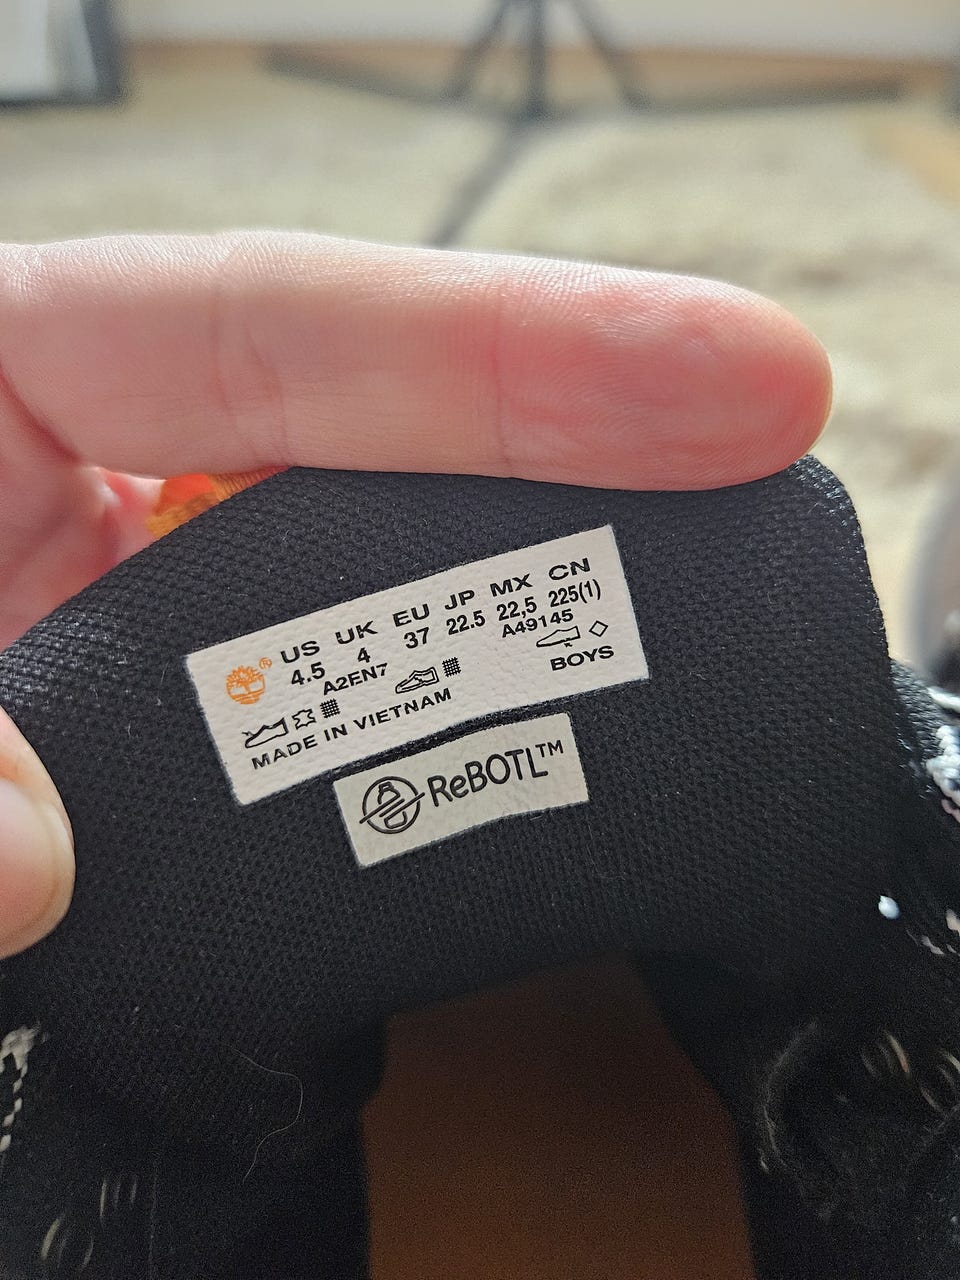 US UK EU JP MX CN
4.5 4 37 22.5 22,5 225(1)
A2EN7 A49145
BOYS
MADE IN VIETNAM
ReBOTL™